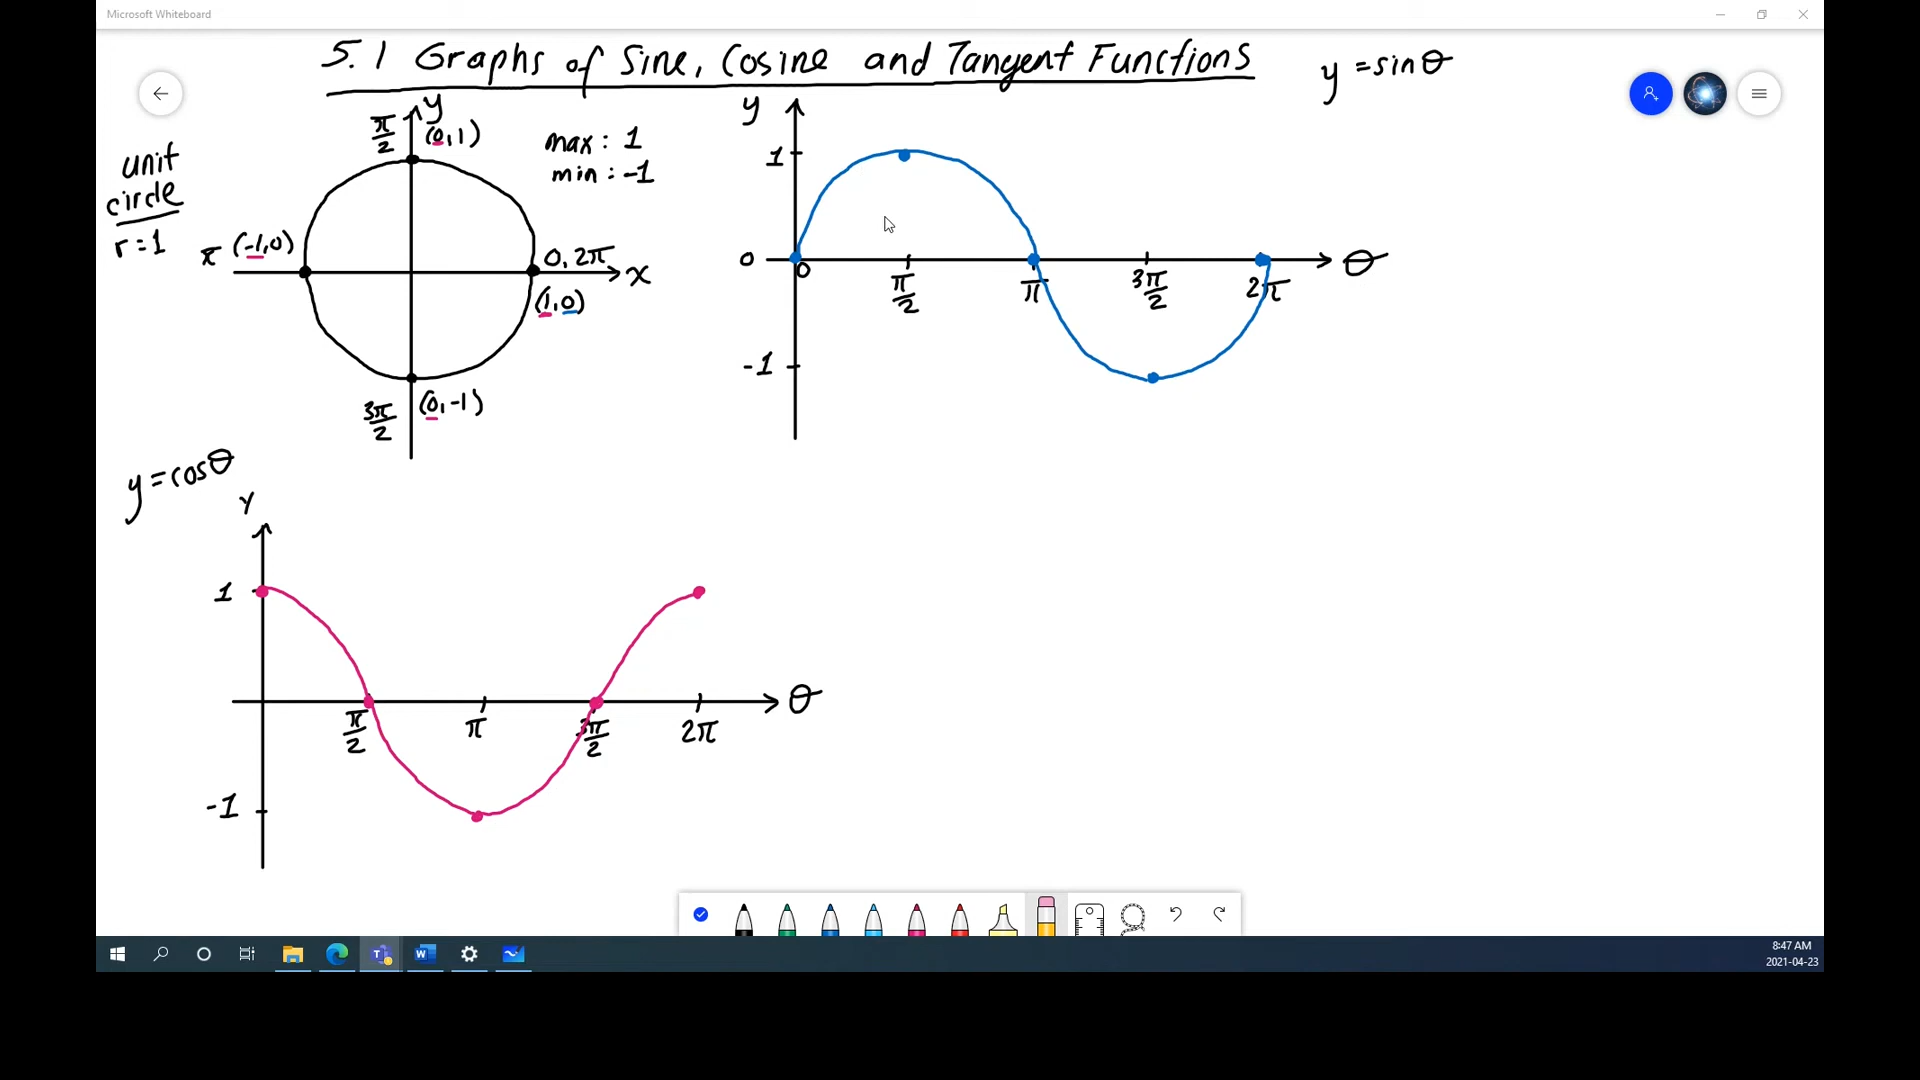 Microsoft Whiteboard
5.1 Graphs of Sine, Cosine and Tangent Functions
y = sin θ
unit
circle
r = 1
y
π/2
(0,1)
max: 1
min: -1
π (-1,0)
0, 2π
x
(1,0)
3π/2
(0,-1)
y
1
0
0
π/2
π
3π/2
2π
θ
-1
y = cos θ
y
1
π/2
π
3π/2
2π
θ
-1
W
8:47 AM
2021-04-23